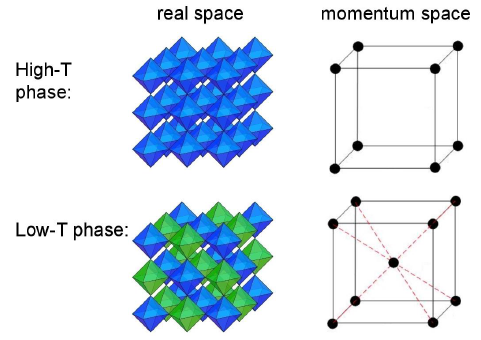 real space
momentum space
High-T
phase:
Low-T phase: